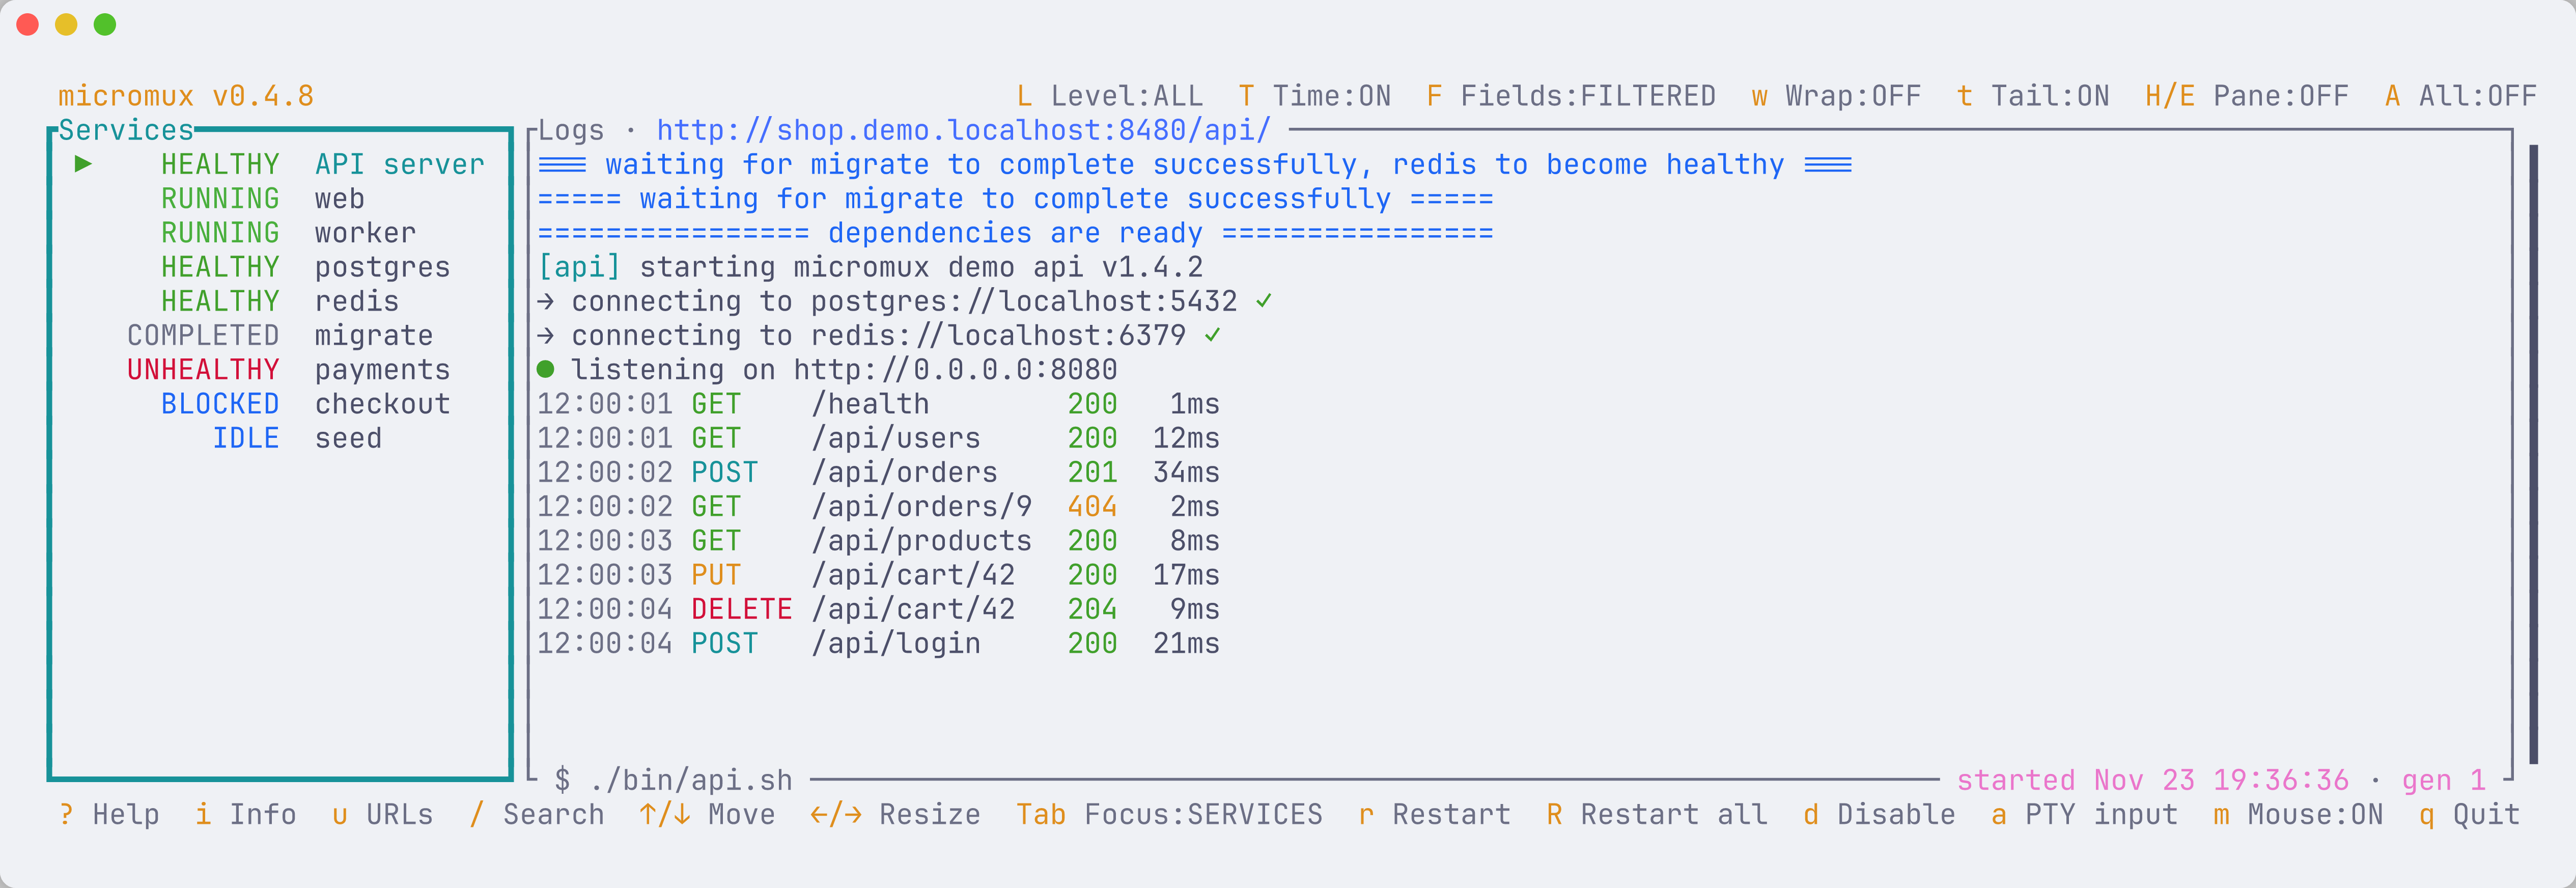 micromux v0.4.8 L Level:ALL T Time:ON F Fields:FILTERED w Wrap:OFF t Tail:ON H/E Pane:OFF A All:OFF
Services
▶ HEALTHY API server
RUNNING web
RUNNING worker
HEALTHY postgres
HEALTHY redis
COMPLETED migrate
UNHEALTHY payments
BLOCKED checkout
IDLE seed
Logs · http://shop.demo.localhost:8480/api/
=== waiting for migrate to complete successfully, redis to become healthy ===
===== waiting for migrate to complete successfully =====
================ dependencies are ready ================
[api] starting micromux demo api v1.4.2
→ connecting to postgres://localhost:5432 ✓
→ connecting to redis://localhost:6379 ✓
● listening on http://0.0.0.0:8080
12:00:01 GET /health 200 1ms
12:00:01 GET /api/users 200 12ms
12:00:02 POST /api/orders 201 34ms
12:00:02 GET /api/orders/9 404 2ms
12:00:03 GET /api/products 200 8ms
12:00:03 PUT /api/cart/42 200 17ms
12:00:04 DELETE /api/cart/42 204 9ms
12:00:04 POST /api/login 200 21ms
$ ./bin/api.sh started Nov 23 19:36:36 · gen 1
? Help i Info u URLs / Search ↑/↓ Move ←/→ Resize Tab Focus:SERVICES r Restart R Restart all d Disable a PTY input m Mouse:ON q Quit